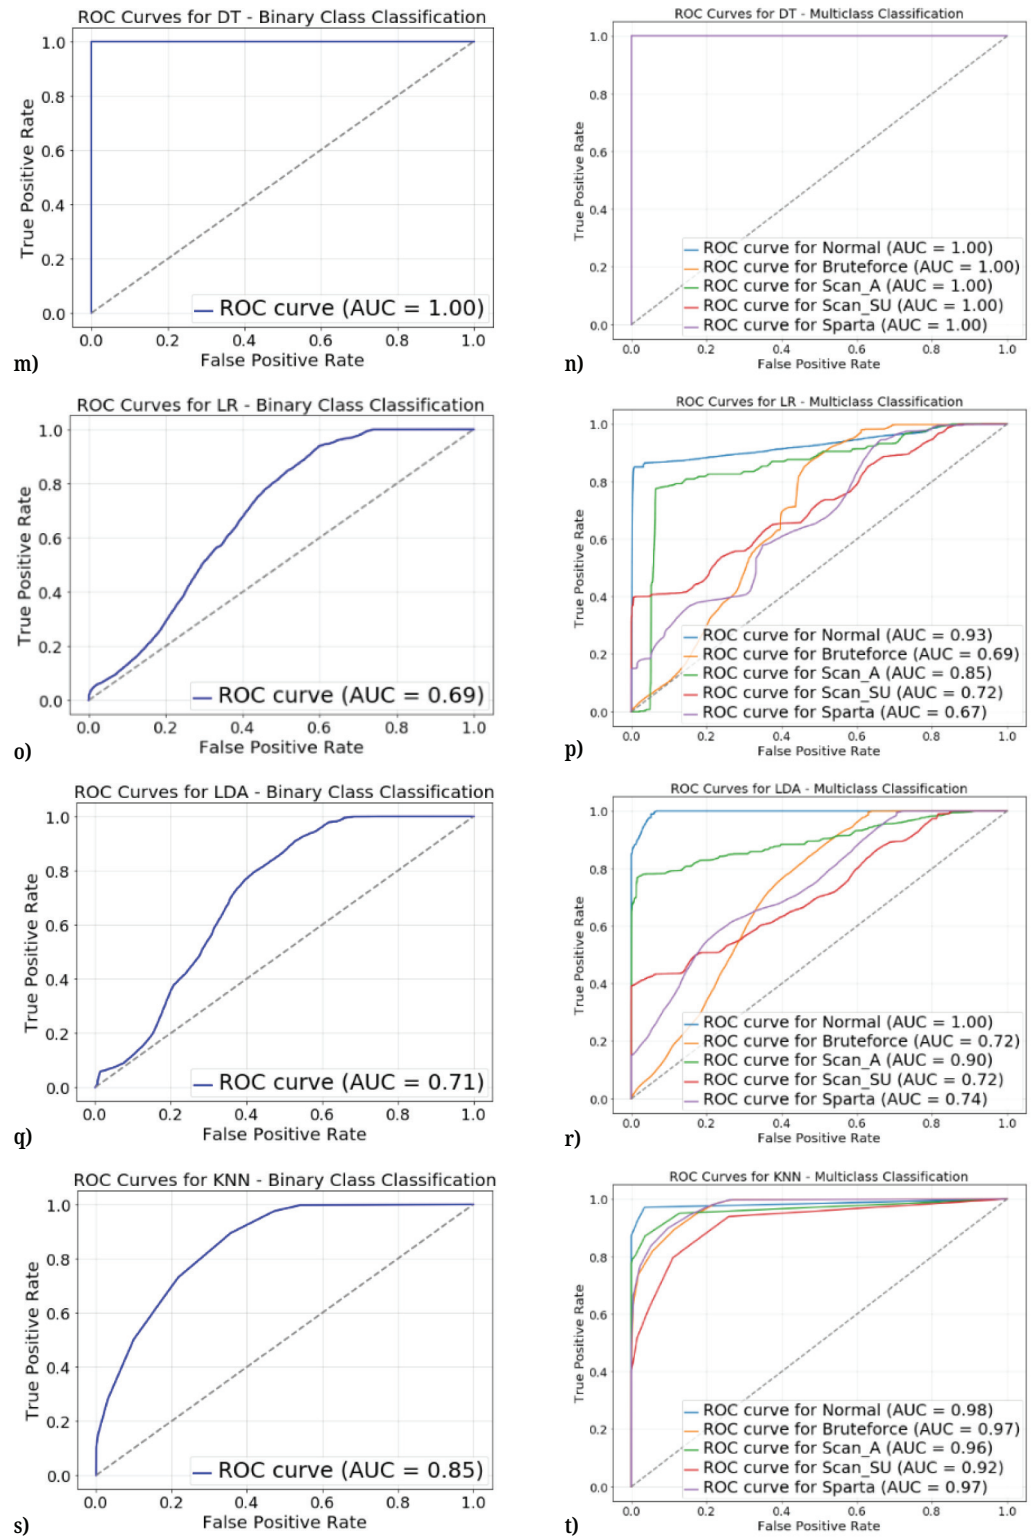 ROC Curves for DT - Binary Class Classification
True Positive Rate
1.0
0.8
0.6
0.4
0.2
0.0
ROC curve (AUC = 1.00)
0.0 0.2 0.4 0.6 0.8 1.0
False Positive Rate
m)
ROC Curves for DT - Multiclass Classification
True Positive Rate
1.0
0.8
0.6
0.4
0.2
0.0
ROC curve for Normal (AUC = 1.00)
ROC curve for Bruteforce (AUC = 1.00)
ROC curve for Scan_A (AUC = 1.00)
ROC curve for Scan_SU (AUC = 1.00)
ROC curve for Sparta (AUC = 1.00)
0.0 0.2 0.4 0.6 0.8 1.0
False Positive Rate
n)
ROC Curves for LR - Binary Class Classification
True Positive Rate
1.0
0.8
0.6
0.4
0.2
0.0
ROC curve (AUC = 0.69)
0.0 0.2 0.4 0.6 0.8 1.0
False Positive Rate
o)
ROC Curves for LR - Multiclass Classification
True Positive Rate
1.0
0.8
0.6
0.4
0.2
0.0
ROC curve for Normal (AUC = 0.93)
ROC curve for Bruteforce (AUC = 0.69)
ROC curve for Scan_A (AUC = 0.85)
ROC curve for Scan_SU (AUC = 0.72)
ROC curve for Sparta (AUC = 0.67)
0.0 0.2 0.4 0.6 0.8 1.0
False Positive Rate
p)
ROC Curves for LDA - Binary Class Classification
True Positive Rate
1.0
0.8
0.6
0.4
0.2
0.0
ROC curve (AUC = 0.71)
0.0 0.2 0.4 0.6 0.8 1.0
False Positive Rate
q)
ROC Curves for LDA - Multiclass Classification
True Positive Rate
1.0
0.8
0.6
0.4
0.2
0.0
ROC curve for Normal (AUC = 1.00)
ROC curve for Bruteforce (AUC = 0.72)
ROC curve for Scan_A (AUC = 0.90)
ROC curve for Scan_SU (AUC = 0.72)
ROC curve for Sparta (AUC = 0.74)
0.0 0.2 0.4 0.6 0.8 1.0
False Positive Rate
r)
ROC Curves for KNN - Binary Class Classification
True Positive Rate
1.0
0.8
0.6
0.4
0.2
0.0
ROC curve (AUC = 0.85)
0.0 0.2 0.4 0.6 0.8 1.0
False Positive Rate
s)
ROC Curves for KNN - Multiclass Classification
True Positive Rate
1.0
0.8
0.6
0.4
0.2
0.0
ROC curve for Normal (AUC = 0.98)
ROC curve for Bruteforce (AUC = 0.97)
ROC curve for Scan_A (AUC = 0.96)
ROC curve for Scan_SU (AUC = 0.92)
ROC curve for Sparta (AUC = 0.97)
0.0 0.2 0.4 0.6 0.8 1.0
False Positive Rate
t)